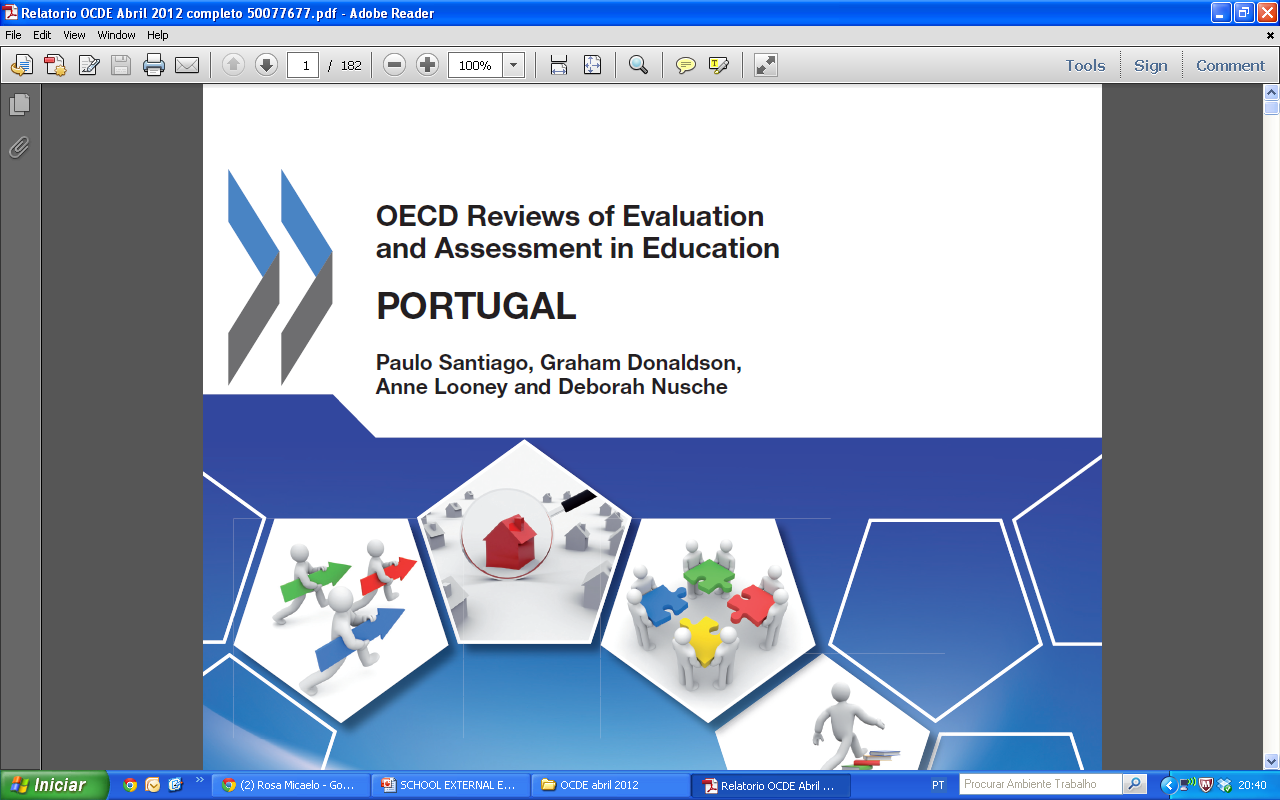 Relatorio OCDE Abril 2012 completo 50077677.pdf - Adobe Reader
File Edit View Window Help
1 / 182 100% Tools Sign Comment
OECD Reviews of Evaluation
and Assessment in Education
PORTUGAL
Paulo Santiago, Graham Donaldson,
Anne Looney and Deborah Nusche
Iniciar (2) Rosa Micaelo - Go... SCHOOL EXTERNAL E... OCDE abril 2012 Relatorio OCDE Abril ... PT Procurar Ambiente Trabalho 20:40